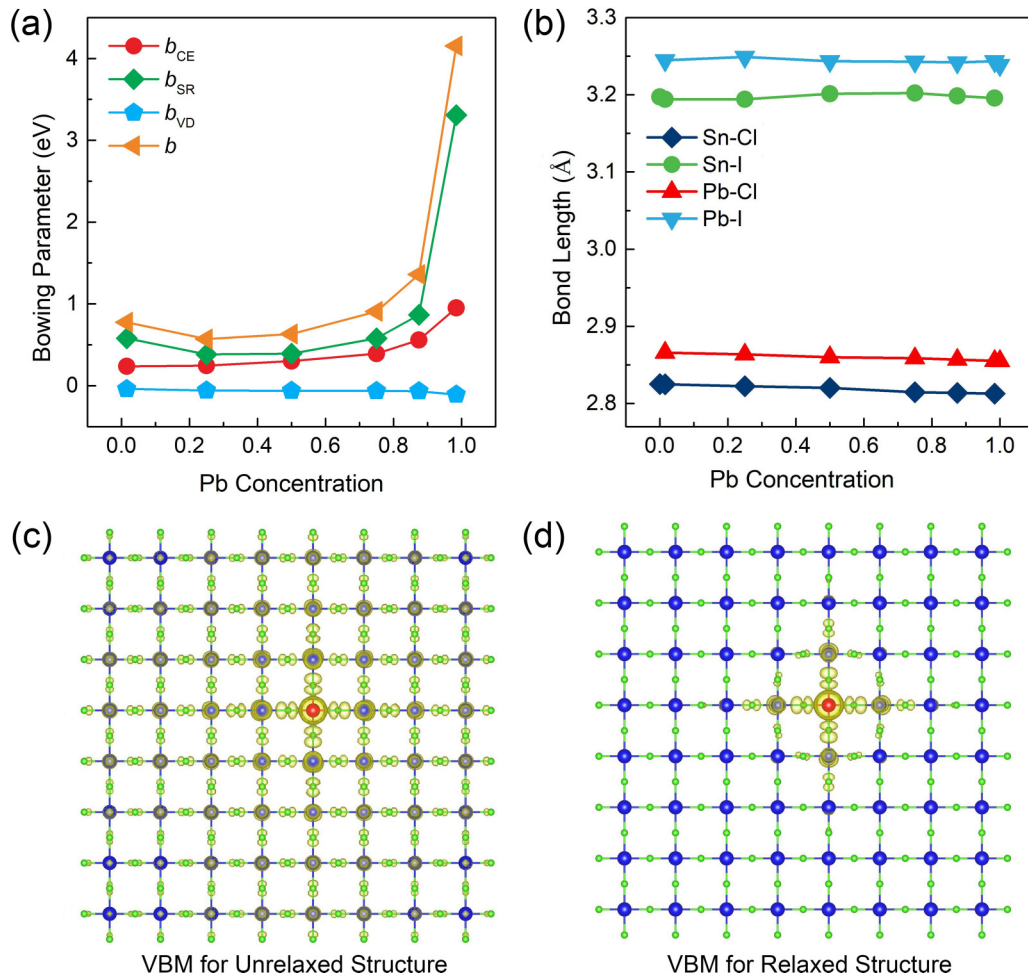 (a)
b_CE
b_SR
b_VD
b
Bowing Parameter (eV)
4
3
2
1
0
0.0 0.2 0.4 0.6 0.8 1.0
Pb Concentration
(b)
3.3
3.2
3.1
3.0
2.9
2.8
Bond Length (Å)
Sn-Cl
Sn-I
Pb-Cl
Pb-I
0.0 0.2 0.4 0.6 0.8 1.0
Pb Concentration
(c)
VBM for Unrelaxed Structure
(d)
VBM for Relaxed Structure